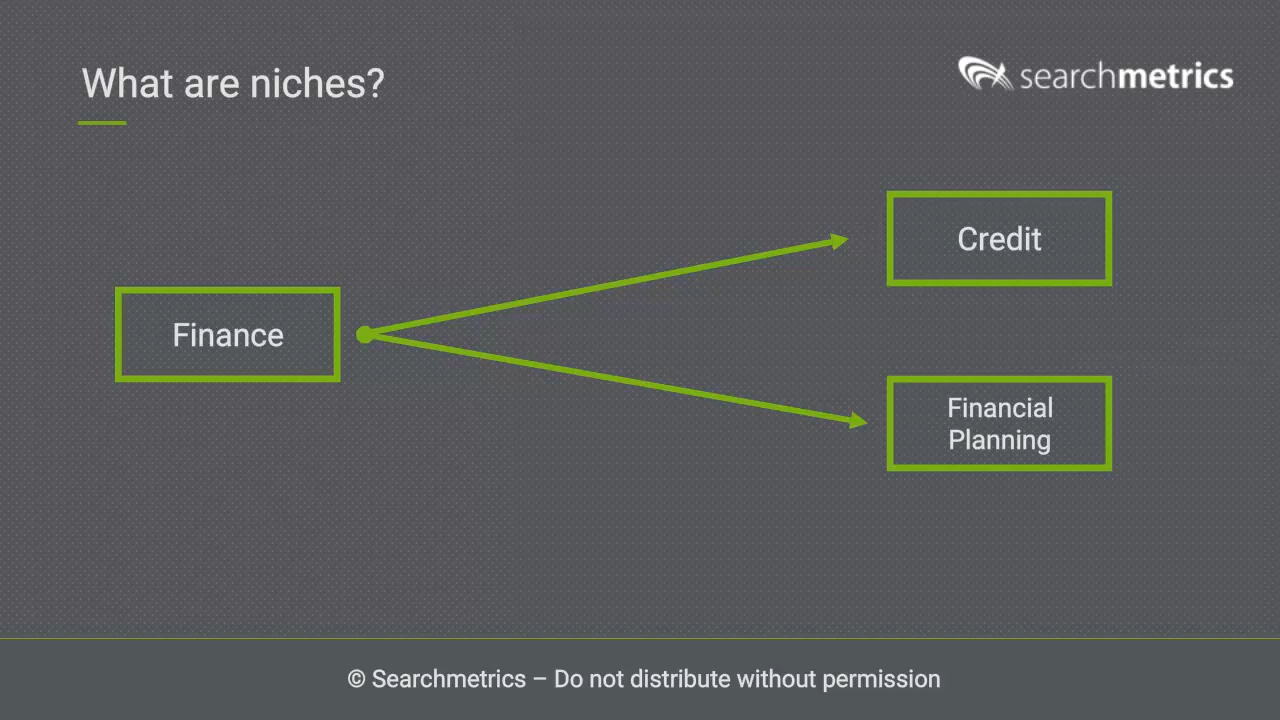 What are niches?
searchmetrics
Credit
Finance
Financial
Planning
© Searchmetrics – Do not distribute without permission